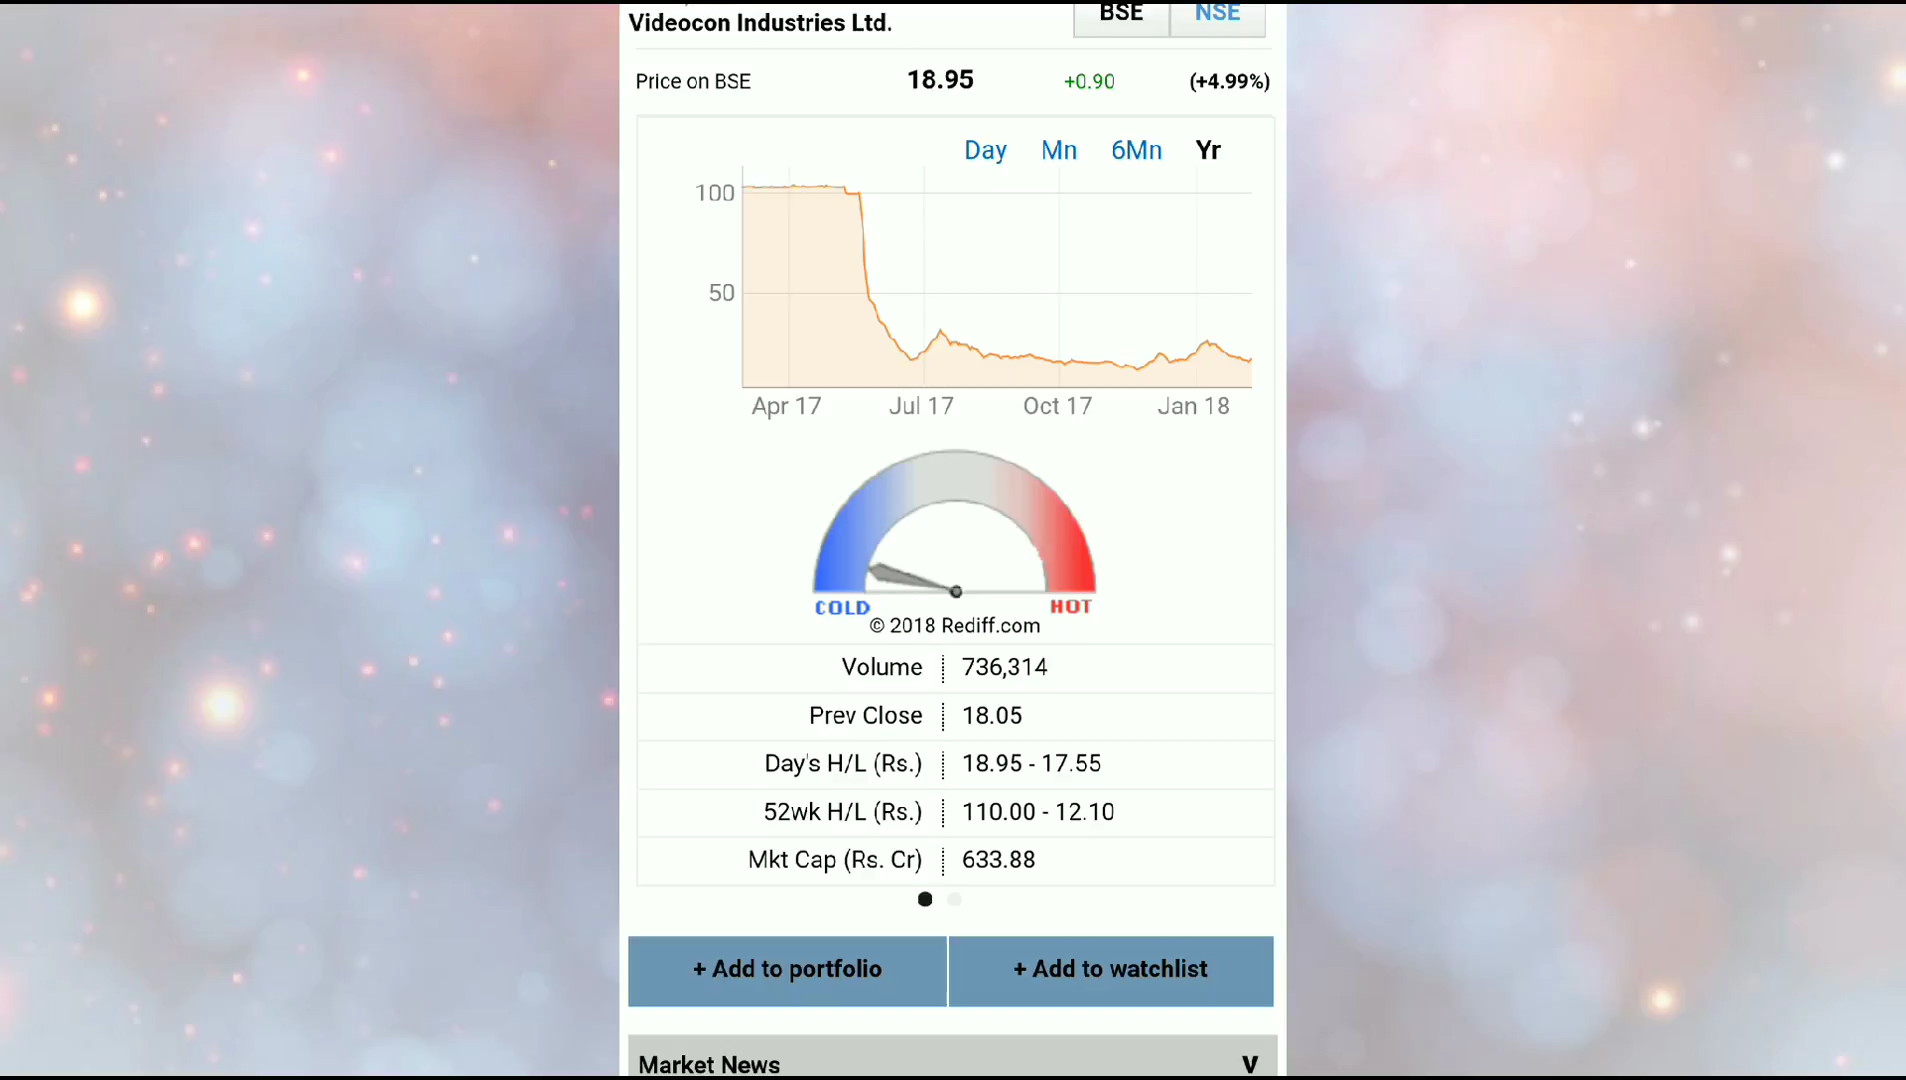 Videocon Industries Ltd.
BSE NSE
Price on BSE 18.95 +0.90 (+4.99%)
Day Mn 6Mn Yr
100
50
Apr 17 Jul 17 Oct 17 Jan 18
COLD HOT
© 2018 Rediff.com
Volume 736,314
Prev Close 18.05
Day's H/L (Rs.) 18.95 - 17.55
52wk H/L (Rs.) 110.00 - 12.10
Mkt Cap (Rs. Cr) 633.88
+ Add to portfolio + Add to watchlist
Market News V